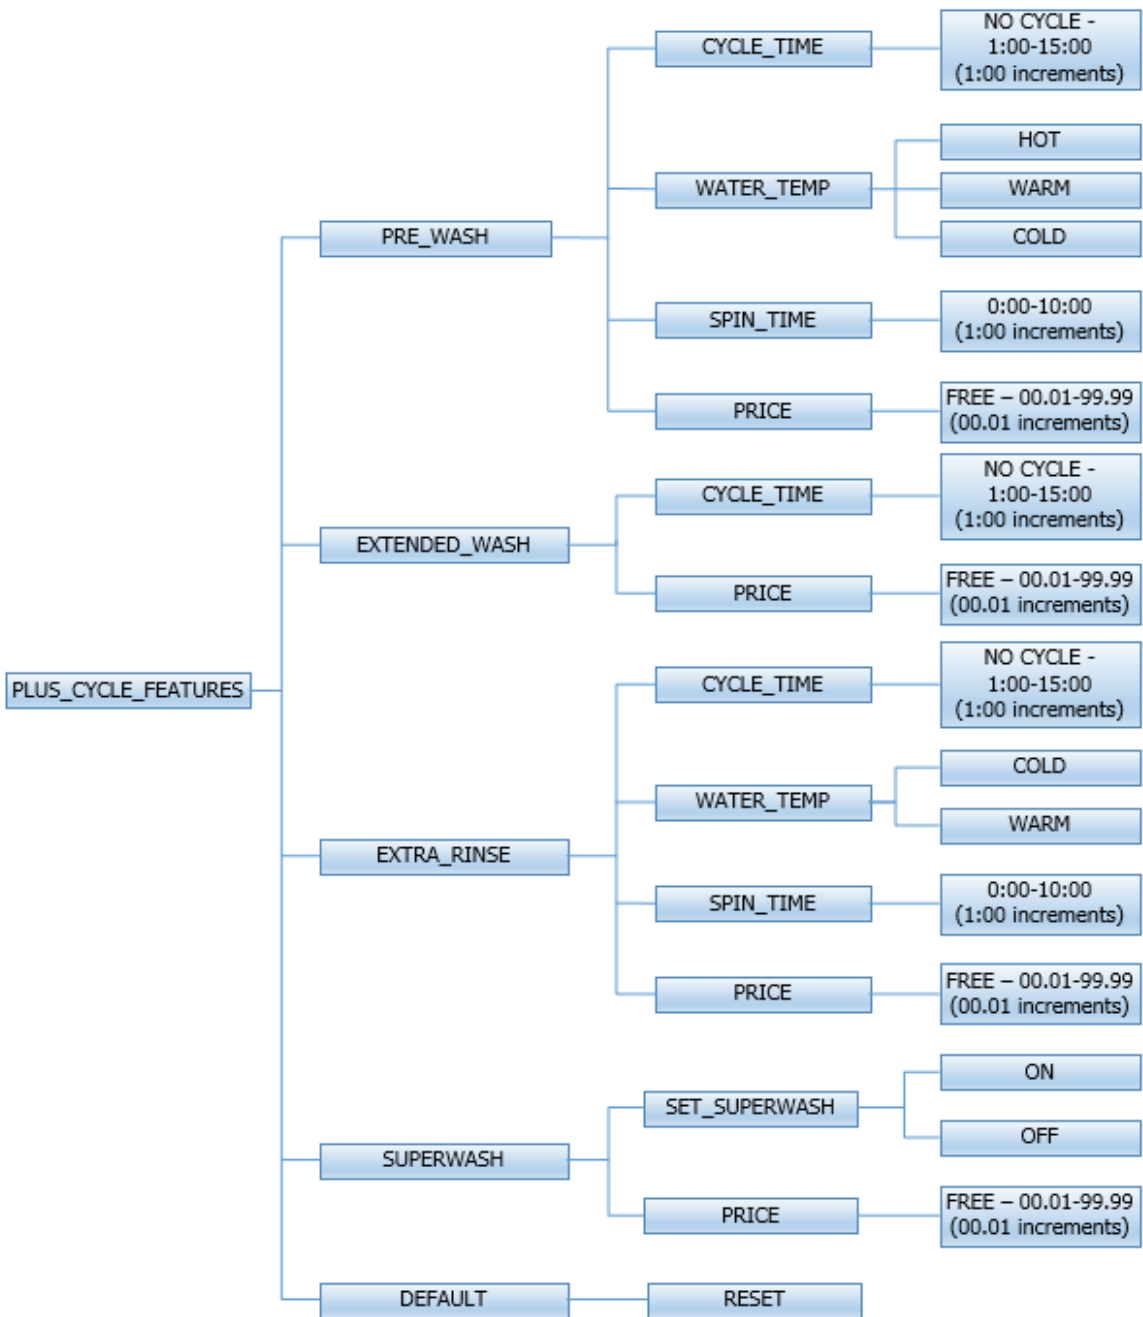 CYCLE_TIME
NO CYCLE -
1:00-15:00
(1:00 increments)
HOT
WATER_TEMP
WARM
PRE_WASH
COLD
SPIN_TIME
0:00-10:00
(1:00 increments)
PRICE
FREE – 00.01-99.99
(00.01 increments)
CYCLE_TIME
NO CYCLE -
1:00-15:00
(1:00 increments)
EXTENDED_WASH
PRICE
FREE – 00.01-99.99
(00.01 increments)
PLUS_CYCLE_FEATURES
CYCLE_TIME
NO CYCLE -
1:00-15:00
(1:00 increments)
COLD
WATER_TEMP
WARM
EXTRA_RINSE
SPIN_TIME
0:00-10:00
(1:00 increments)
PRICE
FREE – 00.01-99.99
(00.01 increments)
ON
SET_SUPERWASH
OFF
SUPERWASH
PRICE
FREE – 00.01-99.99
(00.01 increments)
DEFAULT
RESET